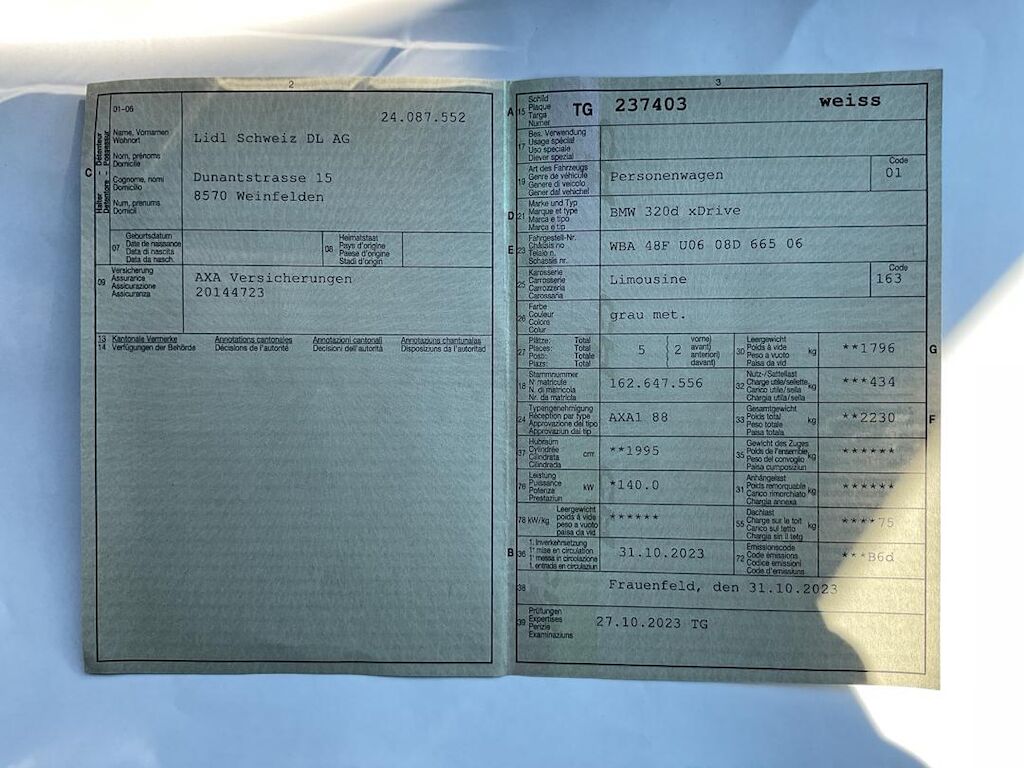 2
01-06
24.087.552
C
Halter - Détenteur
Detentore - Possessur
Name, Vornamen
Wohnort
Nom, prénoms
Domicile
Cognome, nomi
Domicilio
Num, prenums
Domicil
Lidl Schweiz DL AG
Dunantstrasse 15
8570 Weinfelden
07
Geburtsdatum
Date de naissance
Data di nascita
Data da nasch.
08
Heimatstaat
Pays d'origine
Paese d'origine
Stadi d'origin
09
Versicherung
Assurance
Assicurazione
Assicuranza
AXA Versicherungen
20144723
13 Kantonale Vermerke Annotations cantonales Annotazioni cantonali Annotaziuns chantunalas
14 Verfügungen der Behörde Décisions de l'autorité Decisioni dell'autorità Disposiziuns da l'autoritad
3
A 15
Schild
Plaque
Targa
Numer
TG 237403 weiss
17
Bes. Verwendung
Usage spécial
Uso speciale
Diever spezial
19
Art des Fahrzeugs
Genre de véhicule
Genere di veicolo
Gener dal vehichel
Personenwagen
Code
01
D 21
Marke und Typ
Marque et type
Marca e tipo
Marca e tip
BMW 320d xDrive
E 23
Fahrgestell-Nr.
Châssis no
Telaio n.
Schassis nr.
WBA 48F U06 08D 665 06
25
Karosserie
Carrosserie
Carrozzeria
Carossaria
Limousine
Code
163
26
Farbe
Couleur
Colore
Colur
grau met.
27
Plätze: Total
Places: Total
Posti: Totale
Plazs: Total
5 2
vorne)
avant)
anteriori)
davant)
30
Leergewicht
Poids à vide
Peso a vuoto
Paisa da vid
kg
**1796
G
18
Stammnummer
N° matricule
N. di matricola
Nr. da matricla
162.647.556
32
Nutz-/Sattellast
Charge utile/sellette
Carico utile/sella
Chargia utila/sella
kg
***434
24
Typengenehmigung
Réception par type
Approvazione del tipo
Approvaziun dal tip
AXA1 88
33
Gesamtgewicht
Poids total
Peso totale
Paisa totala
kg
**2230
F
37
Hubraum
Cylindrée
Cilindrata
Cilindrada
cm³
**1995
35
Gewicht des Zuges
Poids de l'ensemble
Peso del convoglio
Paisa cumposiziun
kg
******
76
Leistung
Puissance
Potenza
Prestaziun
kW
*140.0
31
Anhängelast
Poids remorquable
Carico rimorchiato
Chargia annexa
kg
******
78 kW/kg
Leergewicht
poids à vide
peso a vuoto
paisa da vid
******
55
Dachlast
Charge sur le toit
Carico sul tetto
Chargia sin il tetg
kg
****75
B 36
1. Inverkehrsetzung
1re mise en circulation
1. messa in circolazione
1. entrada en circulaziun
31.10.2023
72
Emissionscode
Code émissions
Codice emissioni
Code d'emissiuns
***B6d
38
Frauenfeld, den 31.10.2023
39
Prüfungen
Expertises
Perizie
Examinaziuns
27.10.2023 TG